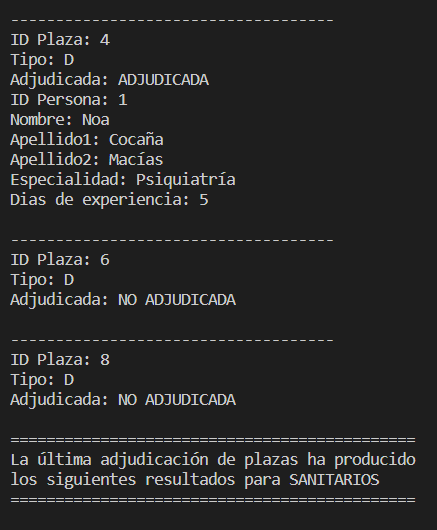 ------------------------------------
ID Plaza: 4
Tipo: D
Adjudicada: ADJUDICADA
ID Persona: 1
Nombre: Noa
Apellido1: Cocaña
Apellido2: Macías
Especialidad: Psiquiatría
Dias de experiencia: 5
------------------------------------
ID Plaza: 6
Tipo: D
Adjudicada: NO ADJUDICADA
------------------------------------
ID Plaza: 8
Tipo: D
Adjudicada: NO ADJUDICADA
=============================================
La última adjudicación de plazas ha producido
los siguientes resultados para SANITARIOS
=============================================